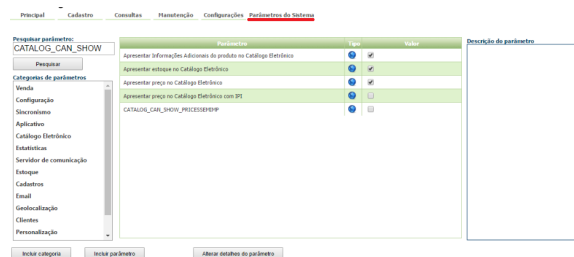 Principal Cadastro Consultas Manutenção Configurações Parâmetros do Sistema
Pesquisar parâmetro:
CATALOG_CAN_SHOW
Pesquisar
Categorias de parâmetros
Venda
Configuração
Sincronismo
Aplicativo
Catálogo Eletrônico
Estatísticas
Servidor de comunicação
Estoque
Cadastros
Email
Geolocalização
Clientes
Personalização
Parâmetro Tipo Valor
Apresentar Informações Adicionais do produto no Catálogo Eletrônico
Apresentar estoque no Catálogo Eletrônico
Apresentar preço no Catálogo Eletrônico
Apresentar preço no Catálogo Eletrônico com IPI
CATALOG_CAN_SHOW_PRICESSEMIMP
Descrição do parâmetro
Incluir categoria Incluir parâmetro Alterar detalhes do parâmetro